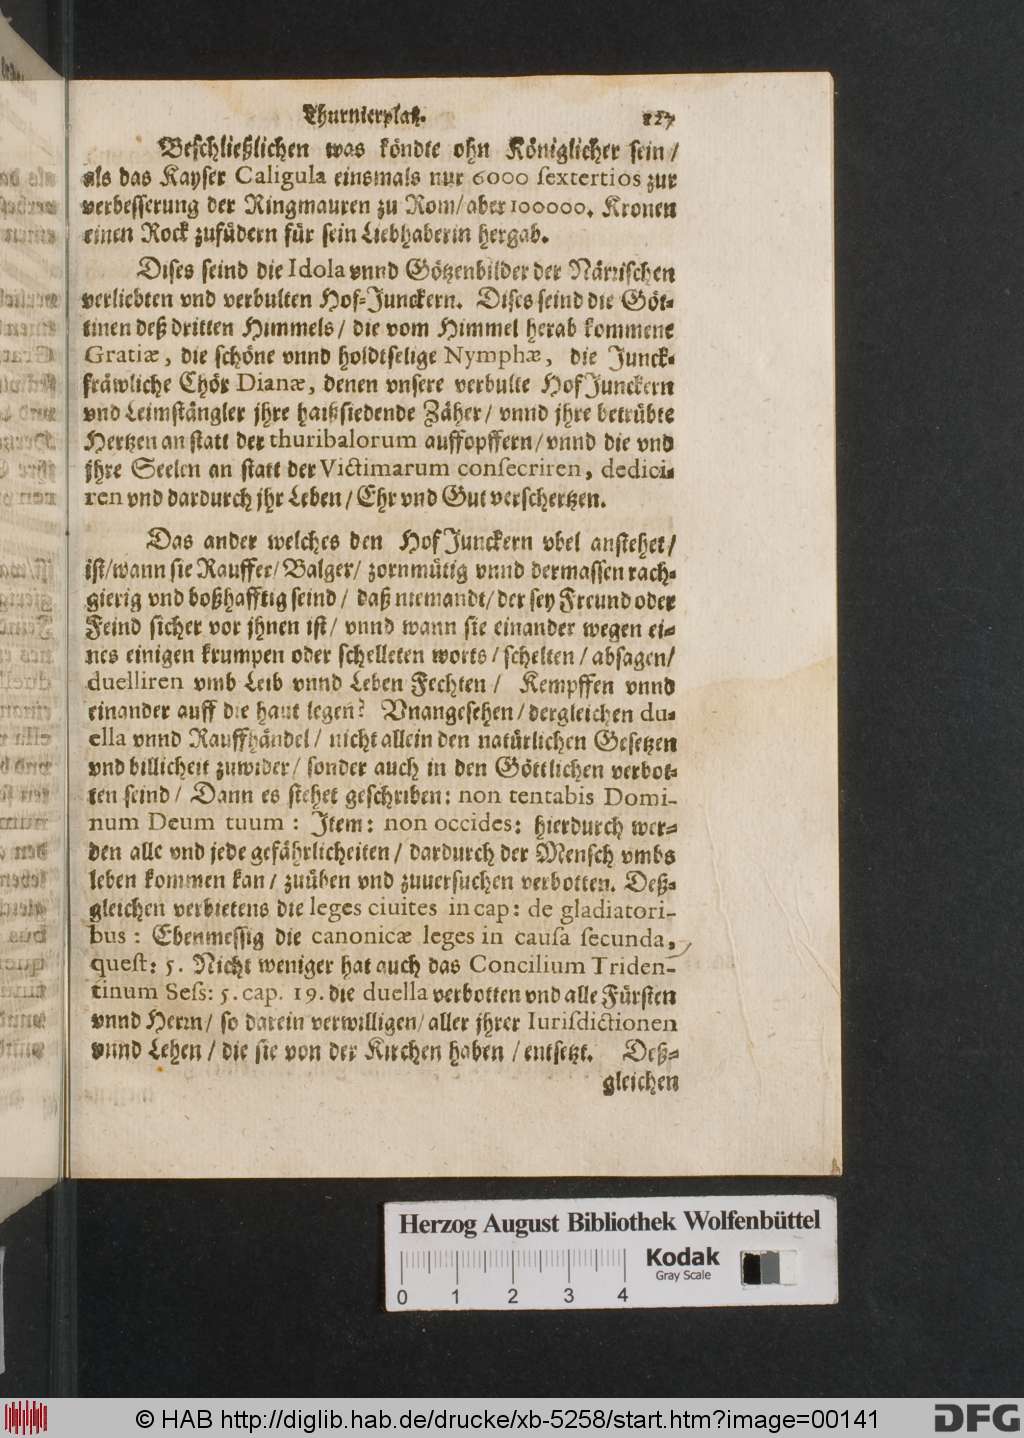 Thurnierplatz. 127
Beschließlichen was köndte ohn Königlicher sein /
als das Kayser Caligula einsmals nur 6000 sextertios zur
verbesserung der Ringmauren zu Rom / aber 100000. Kronen
einen Rock zufüdern für sein Liebhaberin hergab.
Dises seind die Idola vnnd Götzenbilder der Närrischen
verliebten vnd verbulten Hof-Junckern. Dises seind die Göt-
tinen deß dritten Himmels / die vom Himmel herab kommene
Gratiæ, die schöne vnnd holdtselige Nymphæ, die Junck-
fräwliche Chör Dianæ, denen vnsere verbulte Hof Junckern
vnd Leimstängler jhre haißsiedende Zäher / vnnd jhre betrübte
Hertzen an statt der thuribalorum auffopffern / vnnd die vnd
jhre Seelen an statt der Victimarum consecriren, dedici-
ren vnd dardurch jhr Leben / Ehr vnd Gut verschertzen.
Das ander welches den Hof Junckern vbel anstehet /
ist / wann sie Rauffer / Balger / zornmütig vnnd dermassen rach-
gierig vnd boßhafftig seind / daß niemandt / der sey Freund oder
Feind sicher vor jhnen ist / vnnd wann sie einander wegen ei-
nes einigen krumpen oder schelleten worts / schelten / absagen /
duelliren vmb Leib vnnd Leben Fechten / Kempffen vnnd
einander auff die haut legen? Vnangesehen / dergleichen du-
ella vnnd Rauffhändel / nicht allein den natürlichen Gesetzen
vnd billicheit zuwider / sonder auch in den Göttlichen verbot-
ten seind / Dann es stehet geschriben: non tentabis Domi-
num Deum tuum : Item: non occides: hierdurch wer-
den alle vnd jede gefährlicheiten / dardurch der Mensch vmbs
leben kommen kan / zuüben vnd zuuersuchen verbotten. Deß-
gleichen verbietens die leges ciuites in cap: de gladiatori-
bus : Ebenmessig die canonicæ leges in causa secunda,
quest: 5. Nicht weniger hat auch das Concilium Triden-
tinum Sess: 5. cap. 19. die duella verbotten vnd alle Fürsten
vnnd Herrn / so darein verwilligen / aller jhrer Iurisdictionen
vnnd Lehen / die sie von der Kirchen haben / entsetzt. Deß-
gleichen
Herzog August Bibliothek Wolfenbüttel
Kodak
Gray Scale
0 1 2 3 4
© HAB http://diglib.hab.de/drucke/xb-5258/start.htm?image=00141
DFG